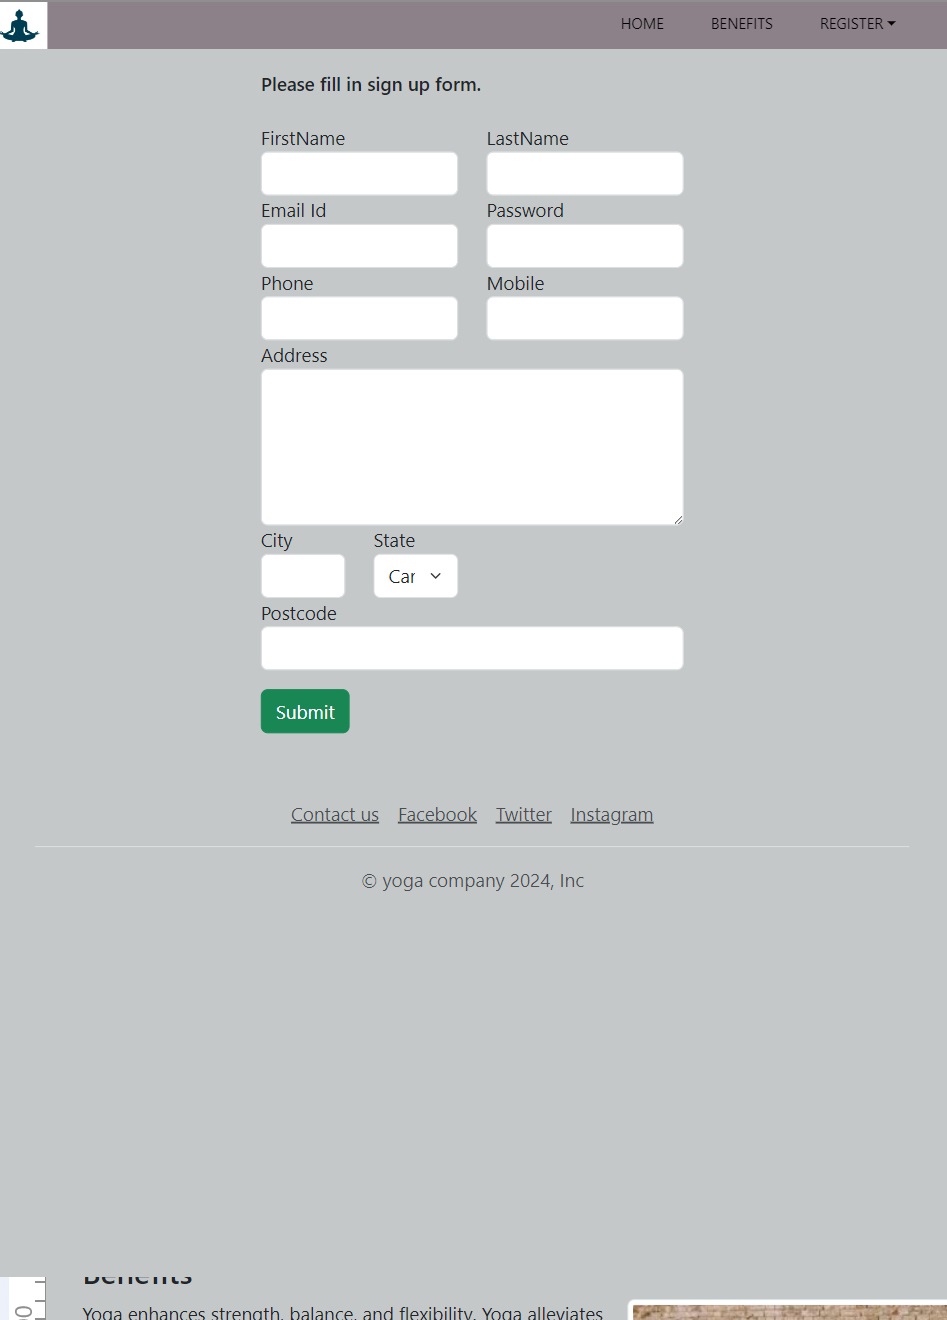 HOME BENEFITS REGISTER
Please fill in sign up form.
FirstName LastName
Email Id Password
Phone Mobile
Address
City State
Car
Postcode
Submit
Contact us Facebook Twitter Instagram
© yoga company 2024, Inc
Benefits
Yoga enhances strength, balance, and flexibility. Yoga alleviates